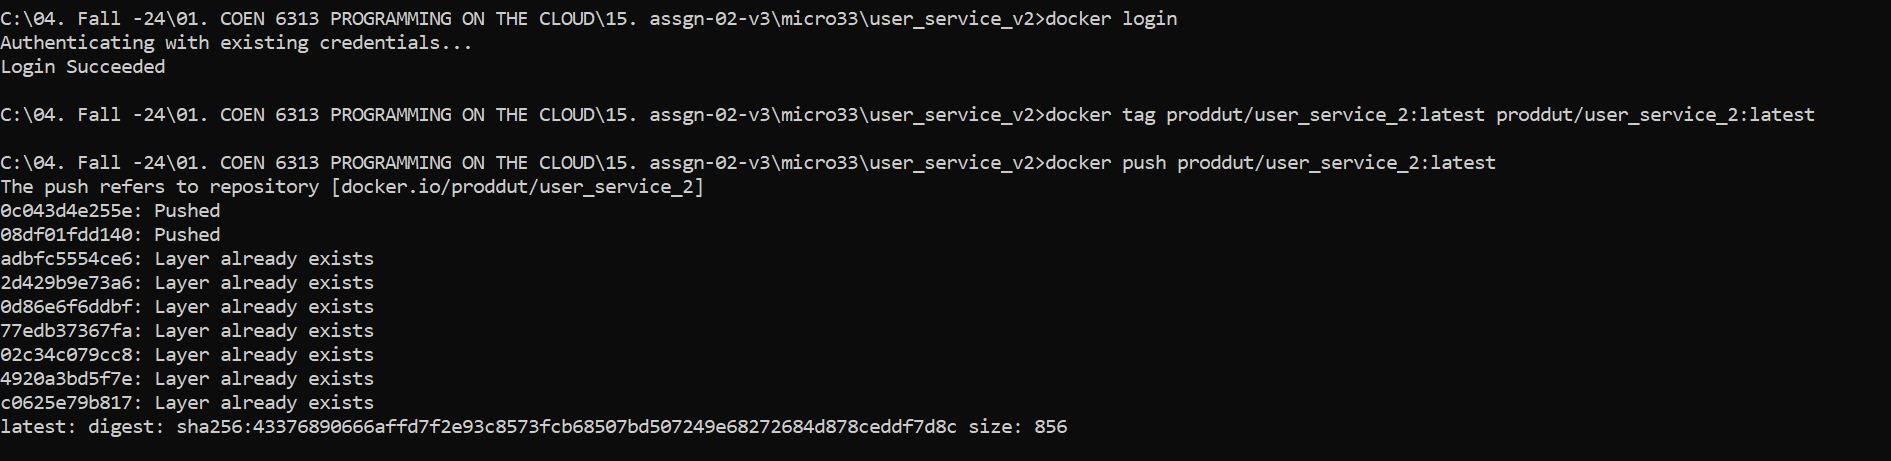 C:\04. Fall -24\01. COEN 6313 PROGRAMMING ON THE CLOUD\15. assgn-02-v3\micro33\user_service_v2>docker login
Authenticating with existing credentials...
Login Succeeded
C:\04. Fall -24\01. COEN 6313 PROGRAMMING ON THE CLOUD\15. assgn-02-v3\micro33\user_service_v2>docker tag proddut/user_service_2:latest proddut/user_service_2:latest
C:\04. Fall -24\01. COEN 6313 PROGRAMMING ON THE CLOUD\15. assgn-02-v3\micro33\user_service_v2>docker push proddut/user_service_2:latest
The push refers to repository [docker.io/proddut/user_service_2]
0c043d4e255e: Pushed
08df01fdd140: Pushed
adbfc5554ce6: Layer already exists
2d429b9e73a6: Layer already exists
0d86e6f6ddbf: Layer already exists
77edb37367fa: Layer already exists
02c34c079cc8: Layer already exists
4920a3bd5f7e: Layer already exists
c0625e79b817: Layer already exists
latest: digest: sha256:43376890666affd7f2e93c8573fcb68507bd507249e68272684d878ceddf7d8c size: 856